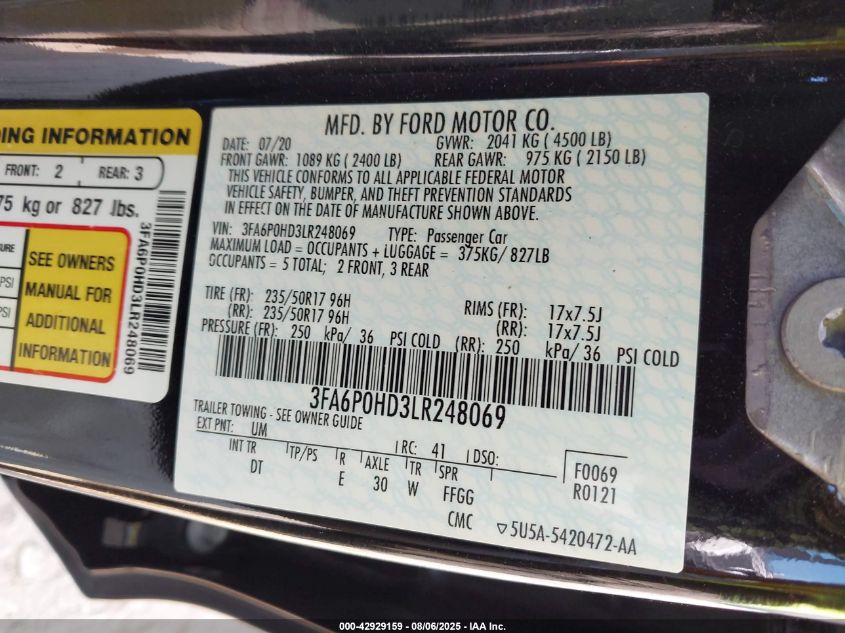 DING INFORMATION
FRONT: 2 REAR: 3
75 kg or 827 lbs.
PSI
PSI
SEE OWNERS
MANUAL FOR
ADDITIONAL
INFORMATION
3FA6P0HD3LR248069
MFD. BY FORD MOTOR CO.
DATE: 07/20 GVWR: 2041 KG ( 4500 LB)
FRONT GAWR: 1089 KG ( 2400 LB) REAR GAWR: 975 KG ( 2150 LB)
THIS VEHICLE CONFORMS TO ALL APPLICABLE FEDERAL MOTOR
VEHICLE SAFETY, BUMPER, AND THEFT PREVENTION STANDARDS
IN EFFECT ON THE DATE OF MANUFACTURE SHOWN ABOVE.
VIN: 3FA6P0HD3LR248069 TYPE: Passenger Car
MAXIMUM LOAD = OCCUPANTS + LUGGAGE = 375KG/ 827LB
OCCUPANTS = 5 TOTAL; 2 FRONT, 3 REAR
TIRE (FR): 235/50R17 96H RIMS (FR): 17x7.5J
(RR): 235/50R17 96H (RR): 17x7.5J
PRESSURE (FR): 250 kPa/ 36 PSI COLD (RR): 250 kPa/ 36 PSI COLD
3FA6P0HD3LR248069
TRAILER TOWING - SEE OWNER GUIDE
EXT PNT: UM RC: 41 DSO:
INT TR TP/PS R AXLE TR SPR F0069
DT E 30 W FFGG R0121
CMC 5U5A-5420472-AA
000-42929159 - 08/06/2025 - IAA Inc.